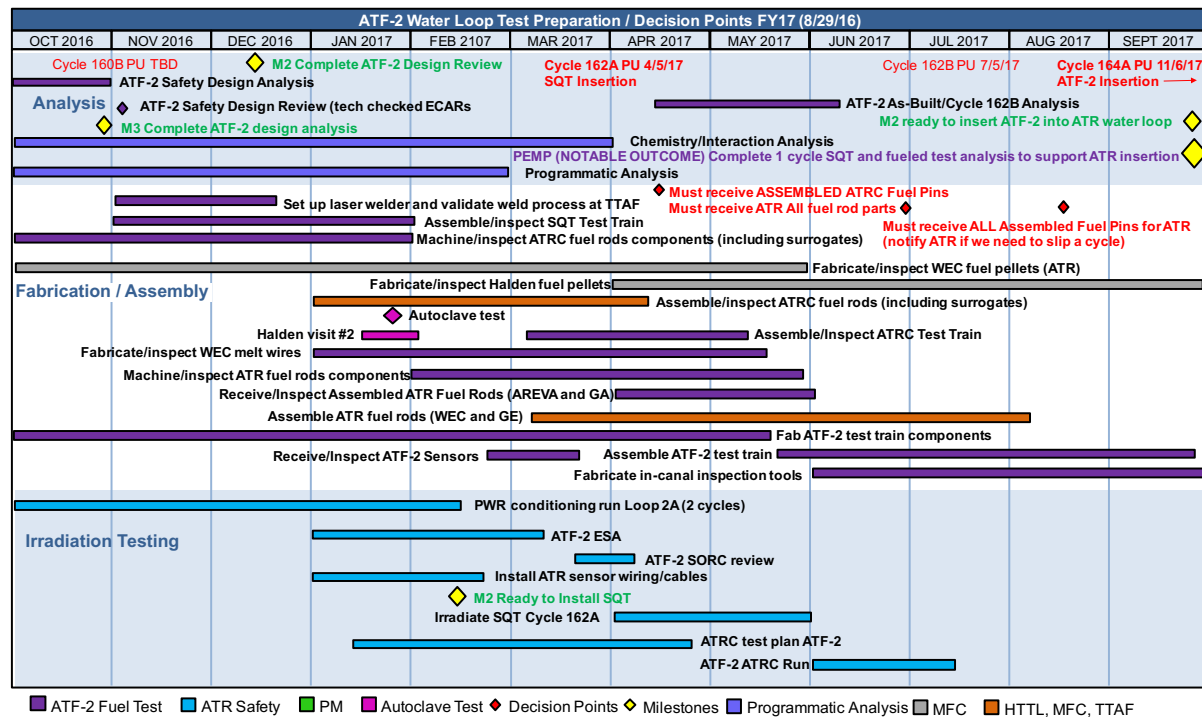 ATF-2 Water Loop Test Preparation / Decision Points FY17 (8/29/16)
OCT 2016 NOV 2016 DEC 2016 JAN 2017 FEB 2107 MAR 2017 APR 2017 MAY 2017 JUN 2017 JUL 2017 AUG 2017 SEPT 2017
Cycle 160B PU TBD
M2 Complete ATF-2 Design Review
Cycle 162A PU 4/5/17
SQT Insertion
Cycle 162B PU 7/5/17
Cycle 164A PU 11/6/17
ATF-2 Insertion
ATF-2 Safety Design Analysis
Analysis
ATF-2 Safety Design Review (tech checked ECARs
ATF-2 As-Built/Cycle 162B Analysis
M3 Complete ATF-2 design analysis
M2 ready to insert ATF-2 into ATR water loop
Chemistry/Interaction Analysis
PEMP (NOTABLE OUTCOME) Complete 1 cycle SQT and fueled test analysis to support ATR insertion
Programmatic Analysis
Must receive ASSEMBLED ATRC Fuel Pins
Set up laser welder and validate weld process at TTAF
Must receive ATR All fuel rod parts
Assemble/inspect SQT Test Train
Must receive ALL Assembled Fuel Pins for ATR
(notify ATR if we need to slip a cycle)
Machine/inspect ATRC fuel rods components (including surrogates)
Fabricate/inspect WEC fuel pellets (ATR)
Fabrication / Assembly
Fabricate/inspect Halden fuel pellets
Assemble/inspect ATRC fuel rods (including surrogates)
Autoclave test
Halden visit #2
Assemble/Inspect ATRC Test Train
Fabricate/inspect WEC melt wires
Machine/inspect ATR fuel rods components
Receive/Inspect Assembled ATR Fuel Rods (AREVA and GA)
Assemble ATR fuel rods (WEC and GE)
Fab ATF-2 test train components
Receive/Inspect ATF-2 Sensors
Assemble ATF-2 test train
Fabricate in-canal inspection tools
PWR conditioning run Loop 2A (2 cycles)
Irradiation Testing
ATF-2 ESA
ATF-2 SORC review
Install ATR sensor wiring/cables
M2 Ready to Install SQT
Irradiate SQT Cycle 162A
ATRC test plan ATF-2
ATF-2 ATRC Run
ATF-2 Fuel Test ATR Safety PM Autoclave Test Decision Points Milestones Programmatic Analysis MFC HTTL, MFC, TTAF